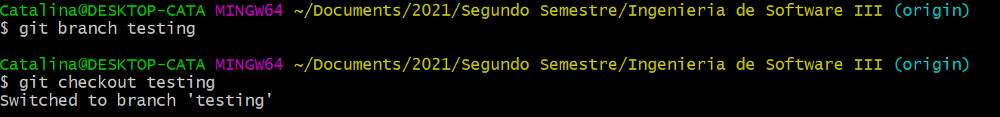 Catalina@DESKTOP-CATA MINGW64 ~/Documents/2021/Segundo Semestre/Ingenieria de Software III (origin)
$ git branch testing
Catalina@DESKTOP-CATA MINGW64 ~/Documents/2021/Segundo Semestre/Ingenieria de Software III (origin)
$ git checkout testing
Switched to branch 'testing'